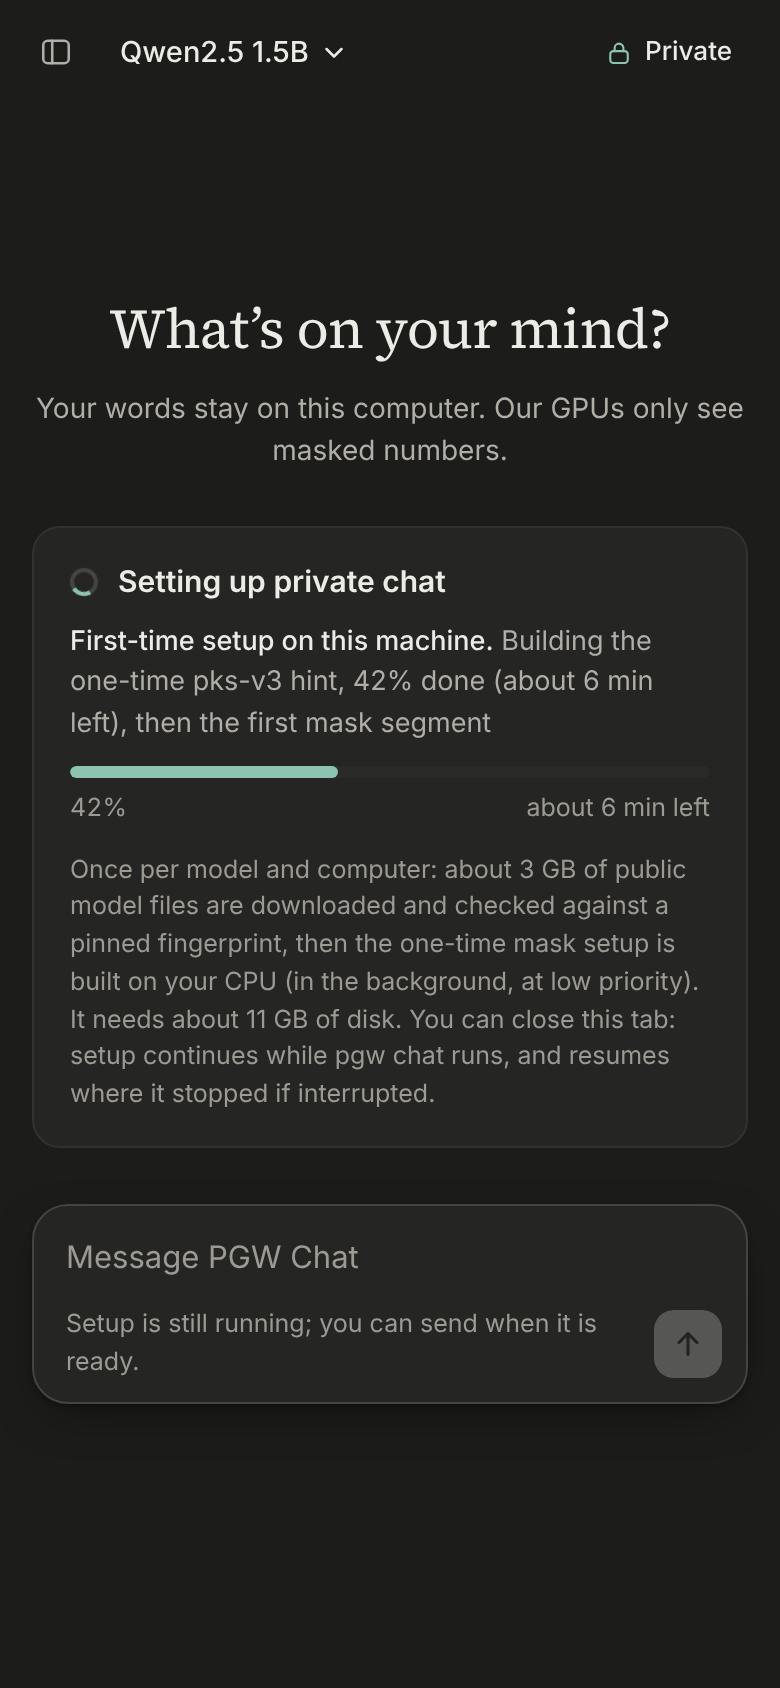 Qwen2.5 1.5B
Private
What’s on your mind?
Your words stay on this computer. Our GPUs only see
masked numbers.
Setting up private chat
First-time setup on this machine. Building the
one-time pks-v3 hint, 42% done (about 6 min
left), then the first mask segment
42%
about 6 min left
Once per model and computer: about 3 GB of public
model files are downloaded and checked against a
pinned fingerprint, then the one-time mask setup is
built on your CPU (in the background, at low priority).
It needs about 11 GB of disk. You can close this tab:
setup continues while pgw chat runs, and resumes
where it stopped if interrupted.
Message PGW Chat
Setup is still running; you can send when it is
ready.